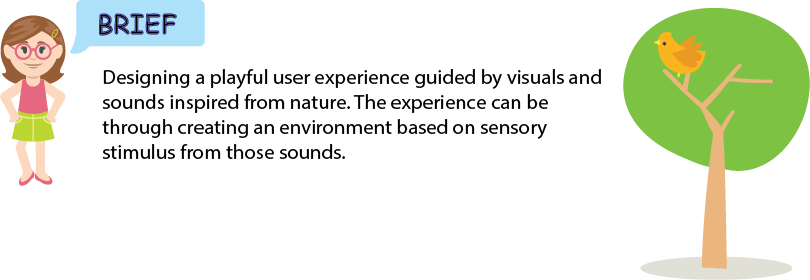 BRIEF
Designing a playful user experience guided by visuals and
sounds inspired from nature. The experience can be
through creating an environment based on sensory
stimulus from those sounds.